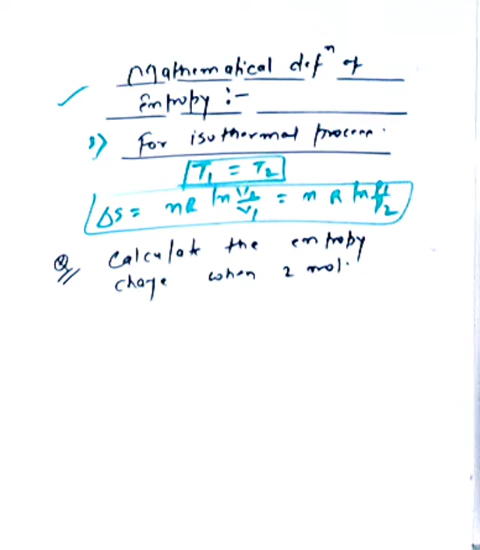 Mathematical defⁿ of
Entropy :-
1) For isothermal process.
T₁ = T₂
ΔS = nR ln V₂/V₁ = n R ln P₁/P₂
Q Calculate the entropy
change when 2 mol.